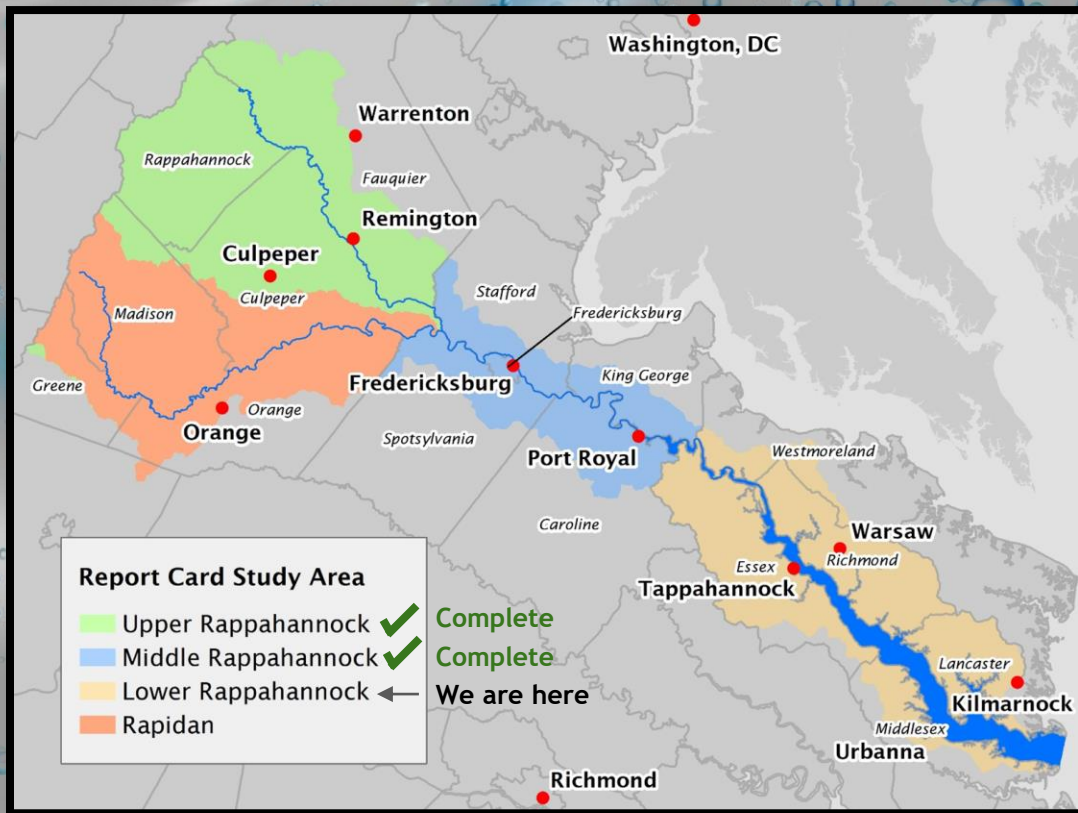 Washington, DC
Warrenton
Rappahannock
Fauquier
Remington
Culpeper
Culpeper
Madison
Stafford
Fredericksburg
Greene
Fredericksburg
King George
Orange
Orange
Spotsylvania
Port Royal
Westmoreland
Caroline
Warsaw
Essex
Richmond
Tappahannock
Lancaster
Kilmarnock
Middlesex
Urbanna
Richmond
Report Card Study Area
Upper Rappahannock ✓ Complete
Middle Rappahannock ✓ Complete
Lower Rappahannock ← We are here
Rapidan